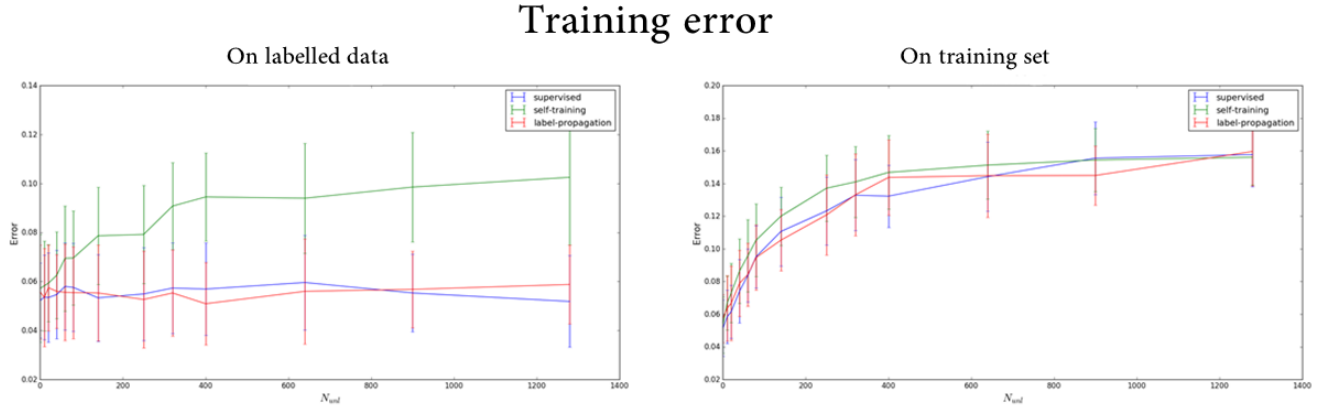 Training error
On labelled data
0.14
0.12
0.10
0.08
0.06
0.04
0.02
Error
0
200
400
600
800
1000
1200
1400
N_unl
supervised
self-training
label-propagation
On training set
0.20
0.18
0.16
0.14
0.12
0.10
0.08
0.06
0.04
0.02
Error
0
200
400
600
800
1000
1200
1400
N_unl
supervised
self-training
label-propagation